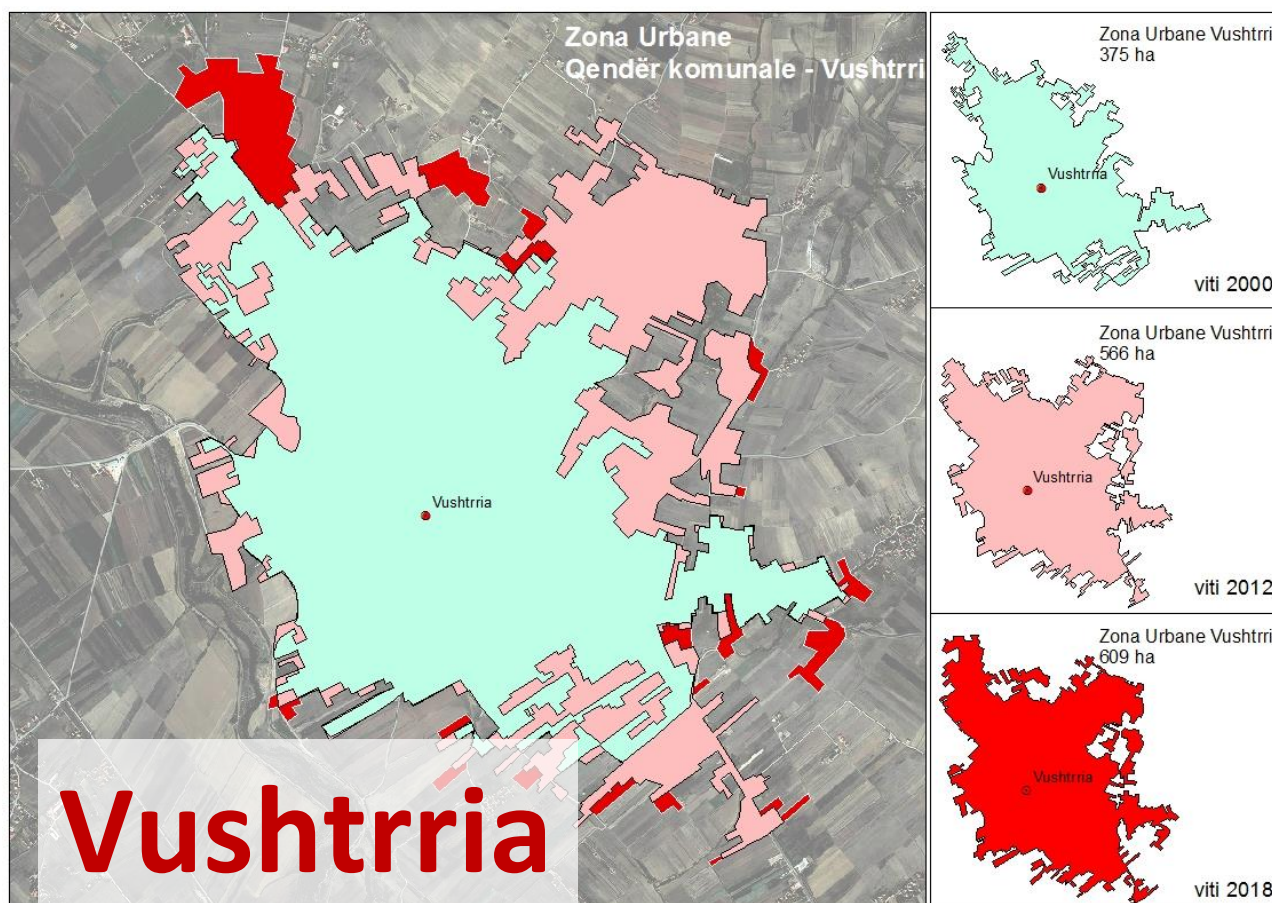 Zona Urbane
Qendër komunale - Vushtrri
Vushtrria
Vushtrria
Zona Urbane Vushtrri
375 ha
Vushtrria
viti 2000
Zona Urbane Vushtrri
566 ha
Vushtrria
viti 2012
Zona Urbane Vushtrri
609 ha
Vushtrria
viti 2018